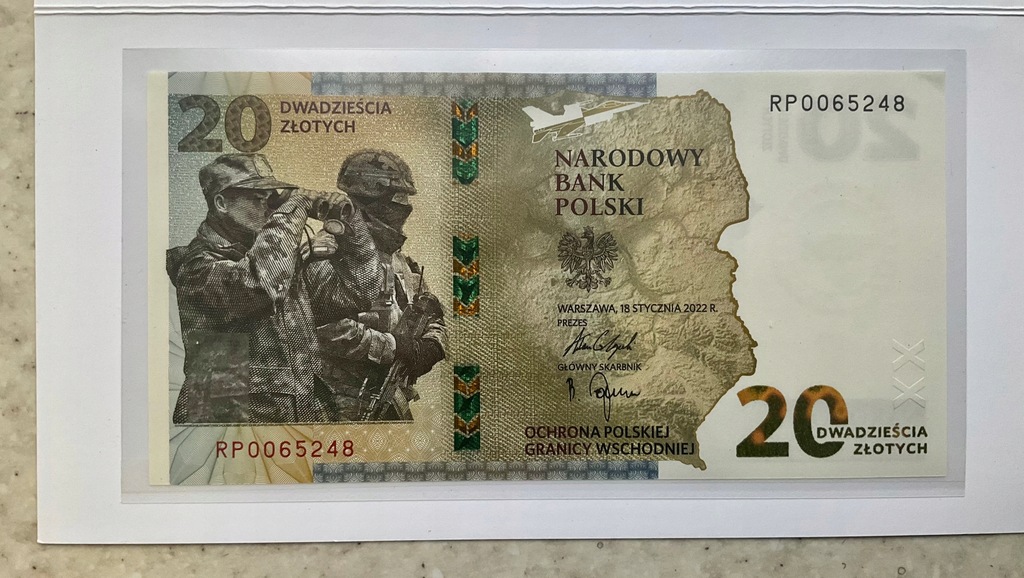 20 DWADZIEŚCIA
ZŁOTYCH
RP0065248
NARODOWY
BANK
POLSKI
WARSZAWA, 18 STYCZNIA 2022 R.
PREZES
GŁÓWNY SKARBNIK
OCHRONA POLSKIEJ
GRANICY WSCHODNIEJ
RP0065248
XX
20 DWADZIEŚCIA
ZŁOTYCH